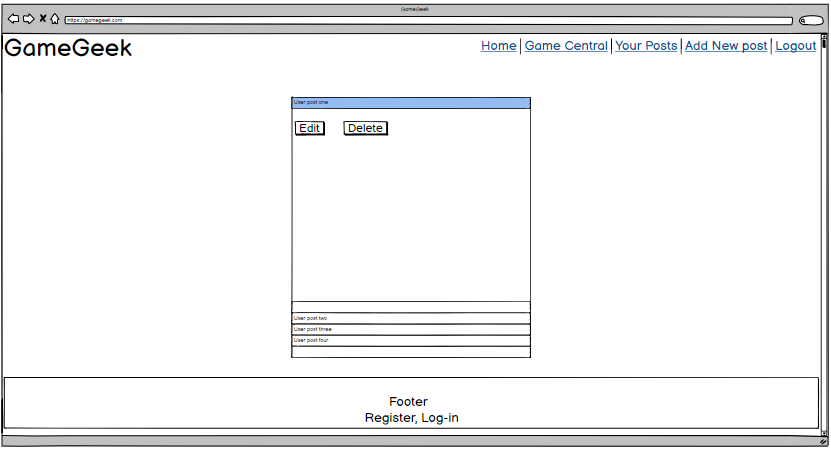 GameGeek
https://gamegeek.com
GameGeek
Home Game Central Your Posts Add New post Logout
User post one
Edit Delete
User post two
User post three
User post four
Footer
Register, Log-in